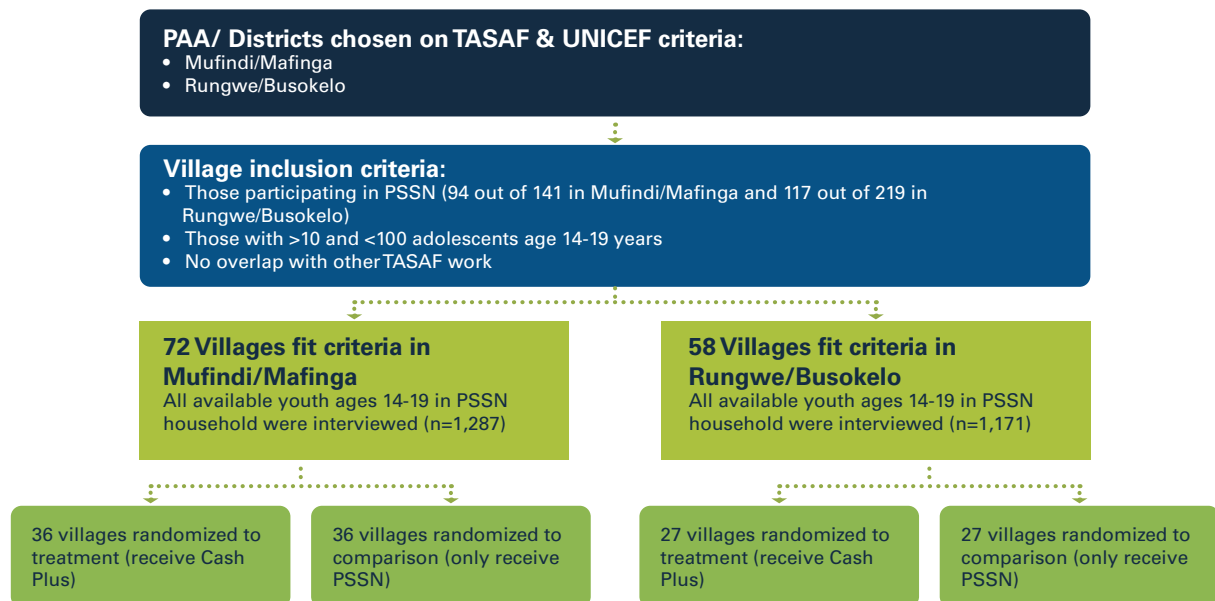 PAA/ Districts chosen on TASAF & UNICEF criteria:
• Mufindi/Mafinga
• Rungwe/Busokelo
Village inclusion criteria:
• Those participating in PSSN (94 out of 141 in Mufindi/Mafinga and 117 out of 219 in
Rungwe/Busokelo)
• Those with >10 and <100 adolescents age 14-19 years
• No overlap with other TASAF work
72 Villages fit criteria in
Mufindi/Mafinga
All available youth ages 14-19 in PSSN
household were interviewed (n=1,287)
58 Villages fit criteria in
Rungwe/Busokelo
All available youth ages 14-19 in PSSN
household were interviewed (n=1,171)
36 villages randomized to
treatment (receive Cash
Plus)
36 villages randomized to
comparison (only receive
PSSN)
27 villages randomized to
treatment (receive Cash
Plus)
27 villages randomized to
comparison (only receive
PSSN)